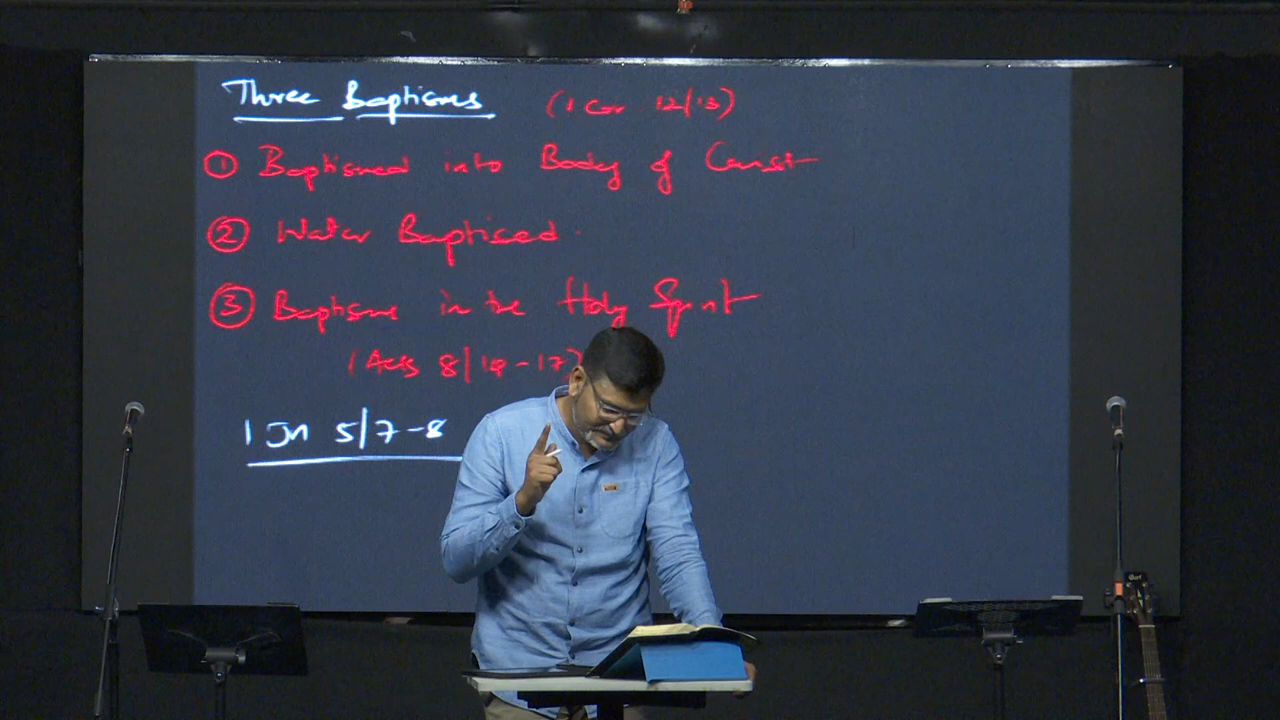 Three Baptisms (1 Cor 12/13)
① Baptismed into Body of Christ
② Water Baptised.
③ Baptism in the Holy Spirit
(Acts 8/14-17)
1 Jn 5/7-8